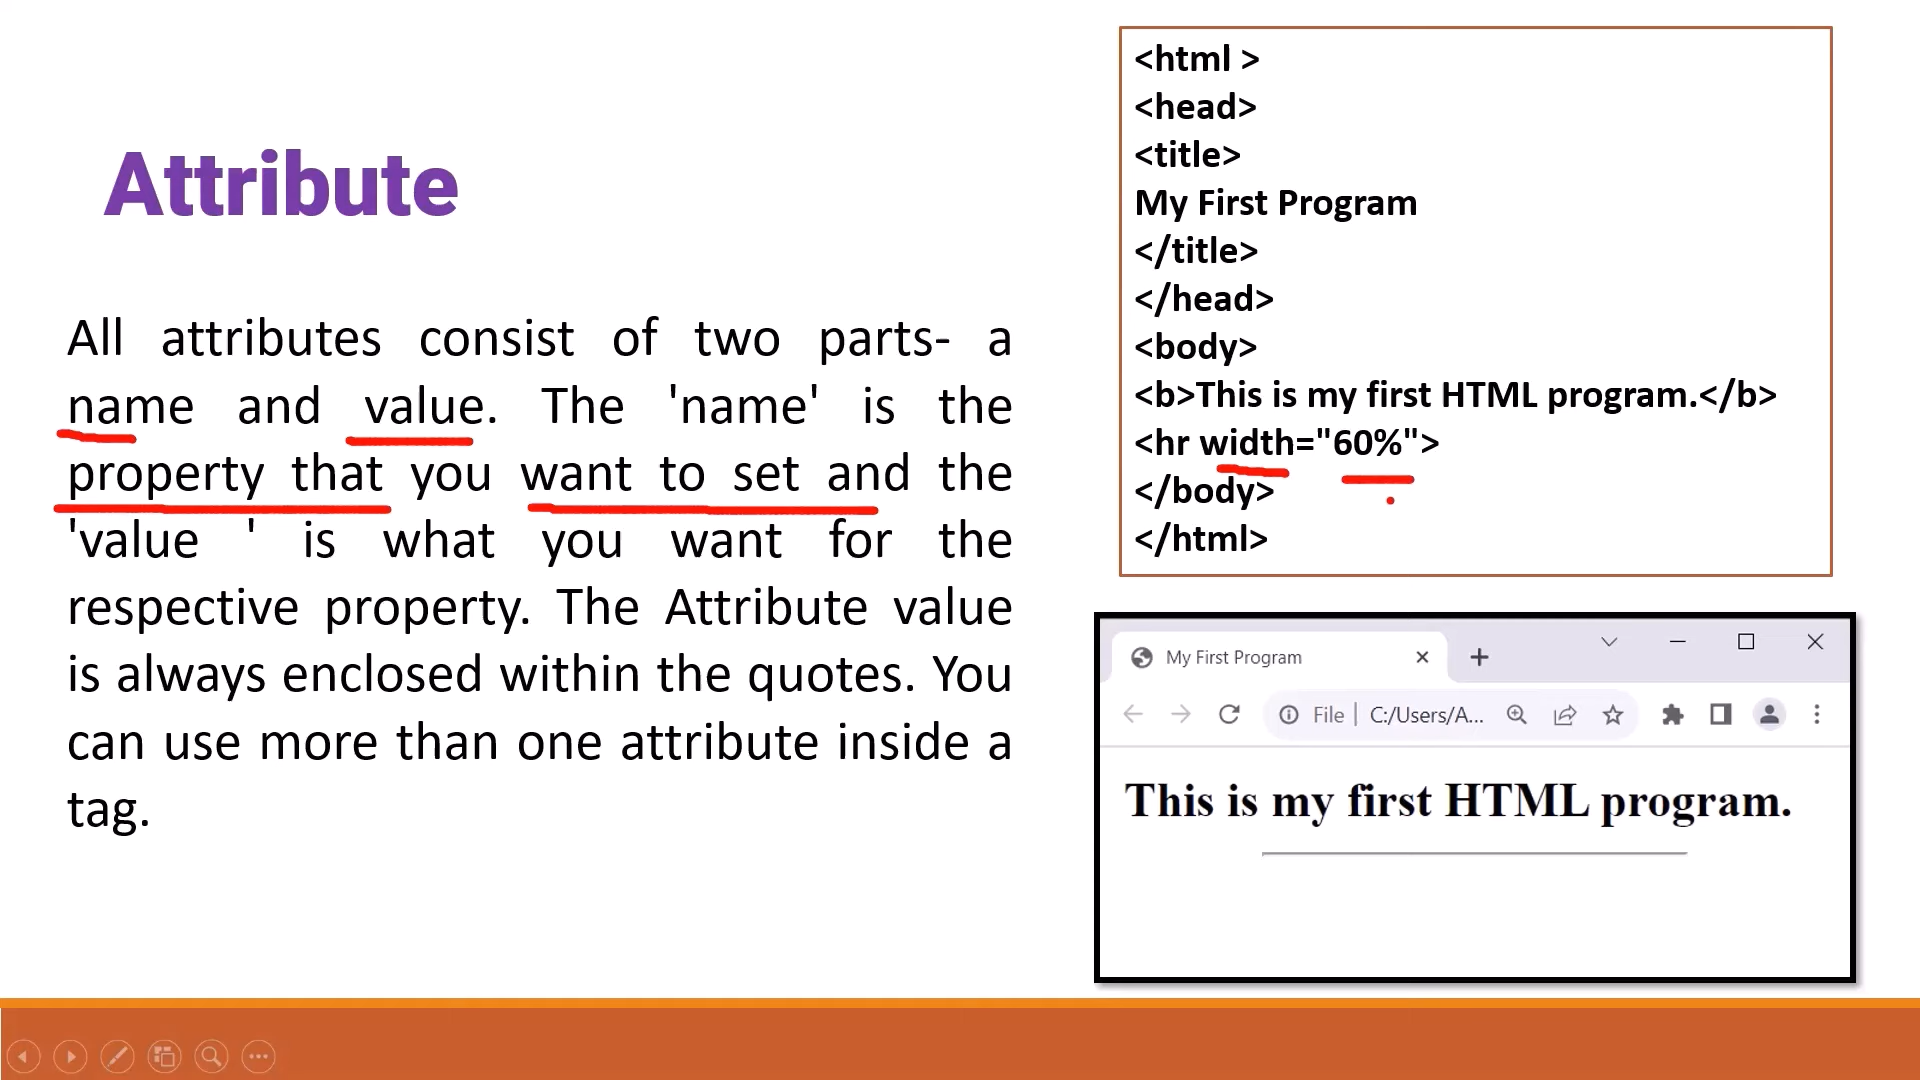 Attribute
All attributes consist of two parts- a
name and value. The 'name' is the
property that you want to set and the
'value ' is what you want for the
respective property. The Attribute value
is always enclosed within the quotes. You
can use more than one attribute inside a
tag.
<html >
<head>
<title>
My First Program
</title>
</head>
<body>
<b>This is my first HTML program.</b>
<hr width="60%">
</body>
</html>
My First Program
File | C:/Users/A...
This is my first HTML program.